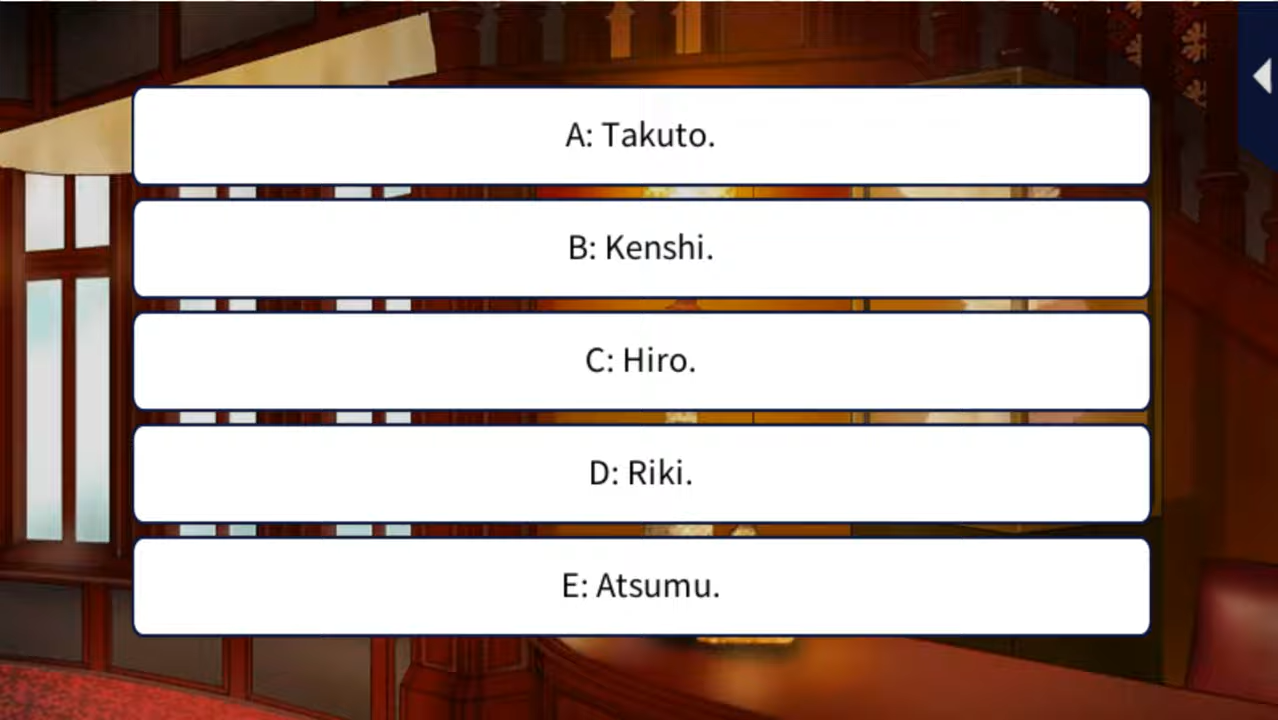 A: Takuto.
B: Kenshi.
C: Hiro.
D: Riki.
E: Atsumu.